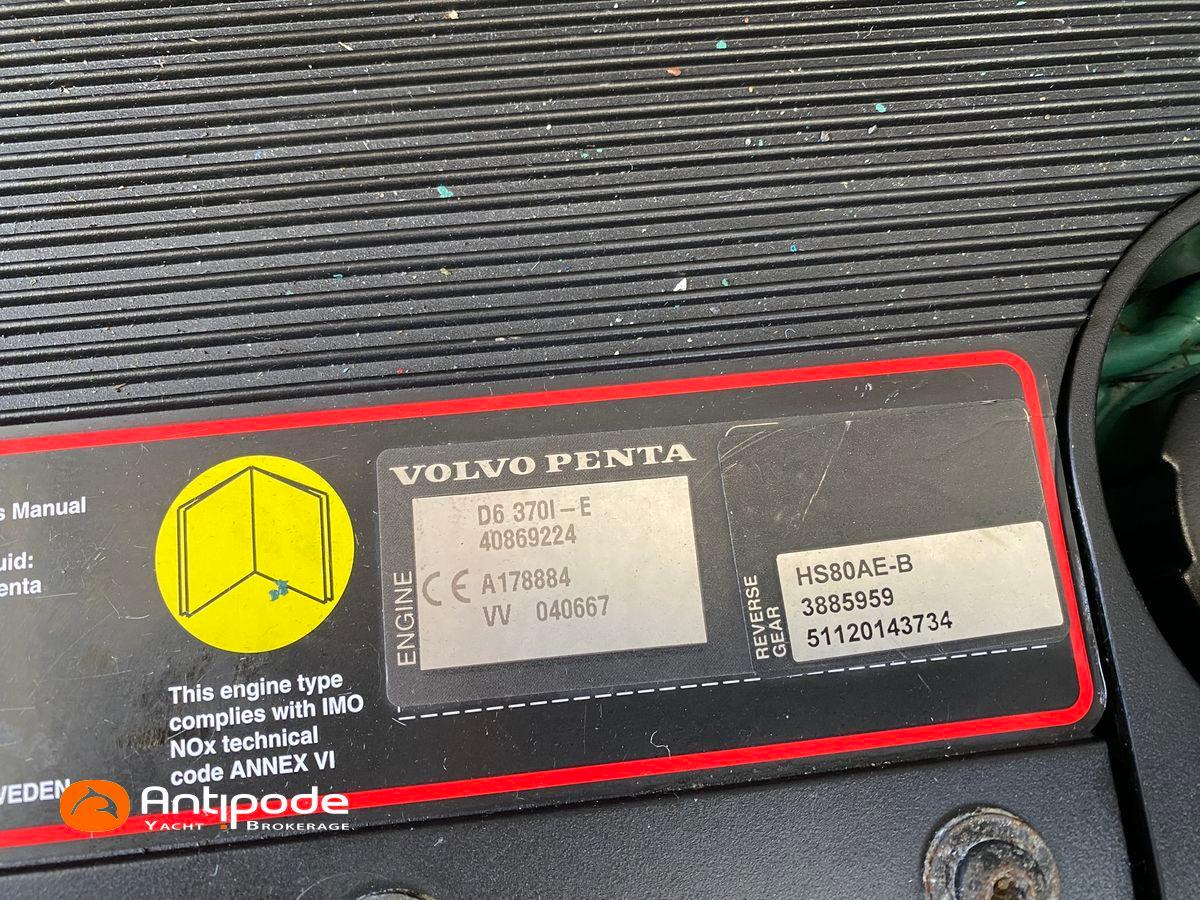 s Manual
uid:
enta
VEDEN
This engine type
complies with IMO
NOx technical
code ANNEX VI
VOLVO PENTA
ENGINE
D6 370I-E
40869224
CE A178884
VV 040667
REVERSE
GEAR
HS80AE-B
3885959
51120143734
Antipode
YACHT BROKERAGE